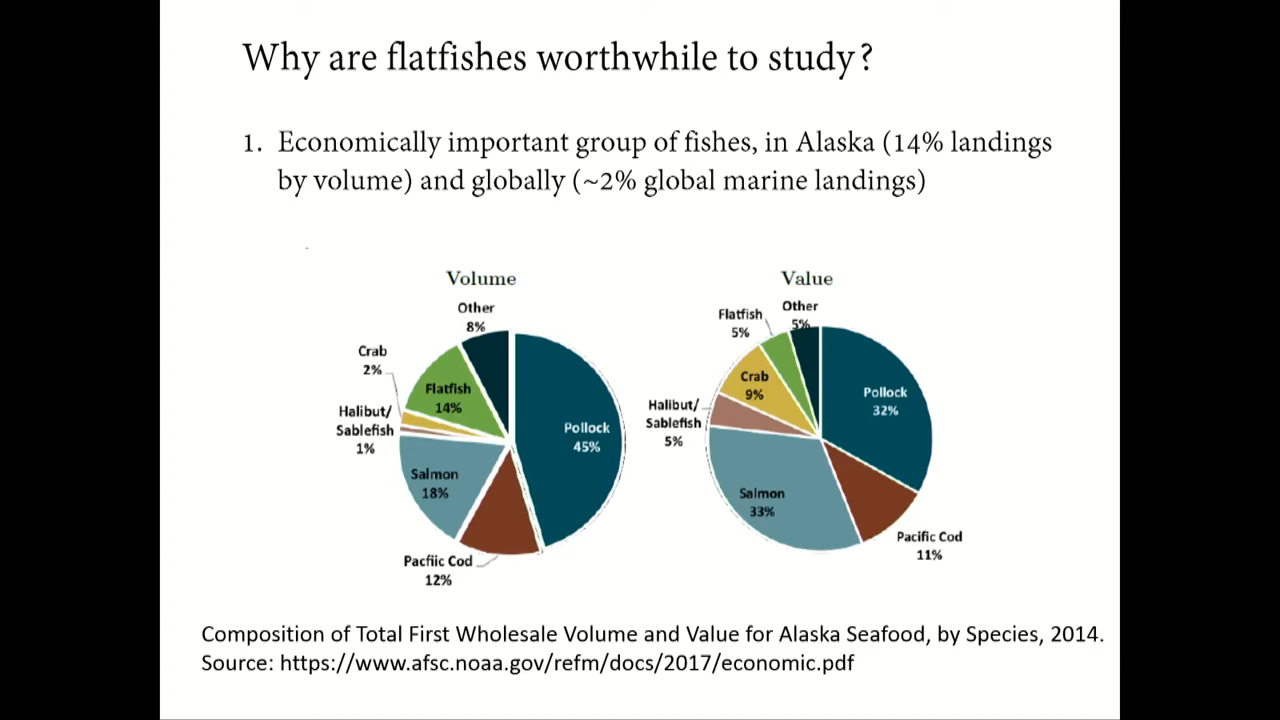 Why are flatfishes worthwhile to study?
1. Economically important group of fishes, in Alaska (14% landings
by volume) and globally (~2% global marine landings)
Volume
Other
8%
Crab
2%
Flatfish
14%
Halibut/
Sablefish
1%
Pollock
45%
Salmon
18%
Pacfiic Cod
12%
Value
Other
5%
Flatfish
5%
Crab
9%
Pollock
32%
Halibut/
Sablefish
5%
Salmon
33%
Pacific Cod
11%
Composition of Total First Wholesale Volume and Value for Alaska Seafood, by Species, 2014.
Source: https://www.afsc.noaa.gov/refm/docs/2017/economic.pdf